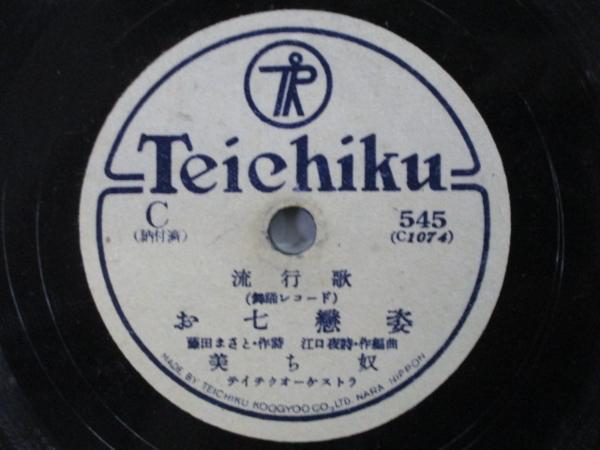 Teichiku
C
545
(納付済)
(C1074)
流行歌
(舞踊レコード)
お七戀姿
藤田まさと・作詩 江口夜詩・作編曲
美ち奴
テイチクオーケストラ
MADE BY TEICHIKU KOOGYOO CO., LTD. NARA NIPPON